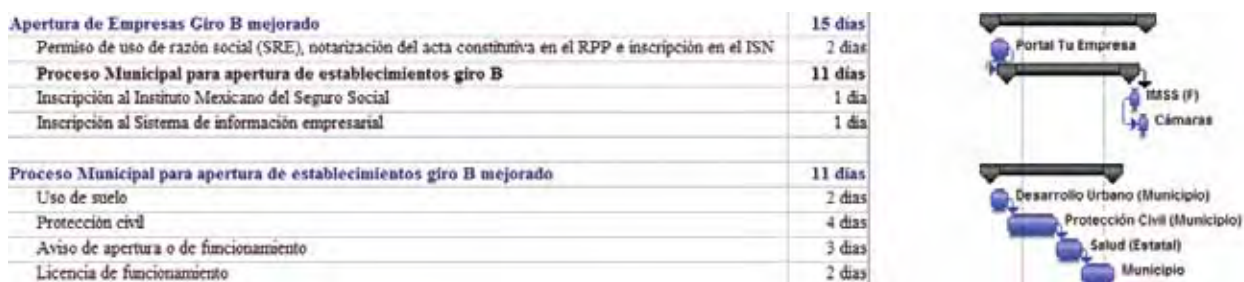 Apertura de Empresas Giro B mejorado 15 días
Permiso de uso de razón social (SRE), notarización del acta constitutiva en el RPP e inscripción en el ISN 2 días Portal Tu Empresa
Proceso Municipal para apertura de establecimientos giro B 11 días
Inscripción al Instituto Mexicano del Seguro Social 1 día IMSS (F)
Inscripción al Sistema de información empresarial 1 día Cámaras
Proceso Municipal para apertura de establecimientos giro B mejorado 11 días
Uso de suelo 2 días Desarrollo Urbano (Municipio)
Protección civil 4 días Protección Civil (Municipio)
Aviso de apertura o de funcionamiento 3 días Salud (Estatal)
Licencia de funcionamiento 2 días Municipio